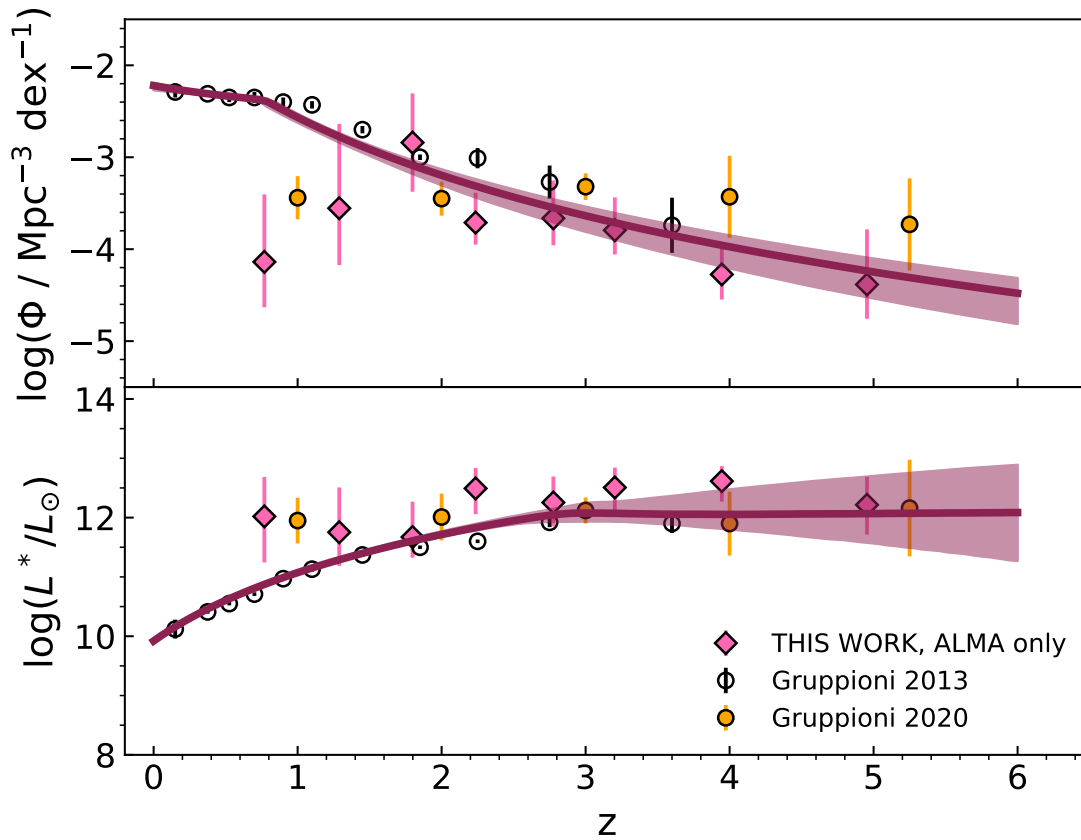 log(Φ / Mpc⁻³ dex⁻¹)
−2
−3
−4
−5
log(L*/L⊙)
14
12
10
8
THIS WORK, ALMA only
Gruppioni 2013
Gruppioni 2020
0 1 2 3 4 5 6
z